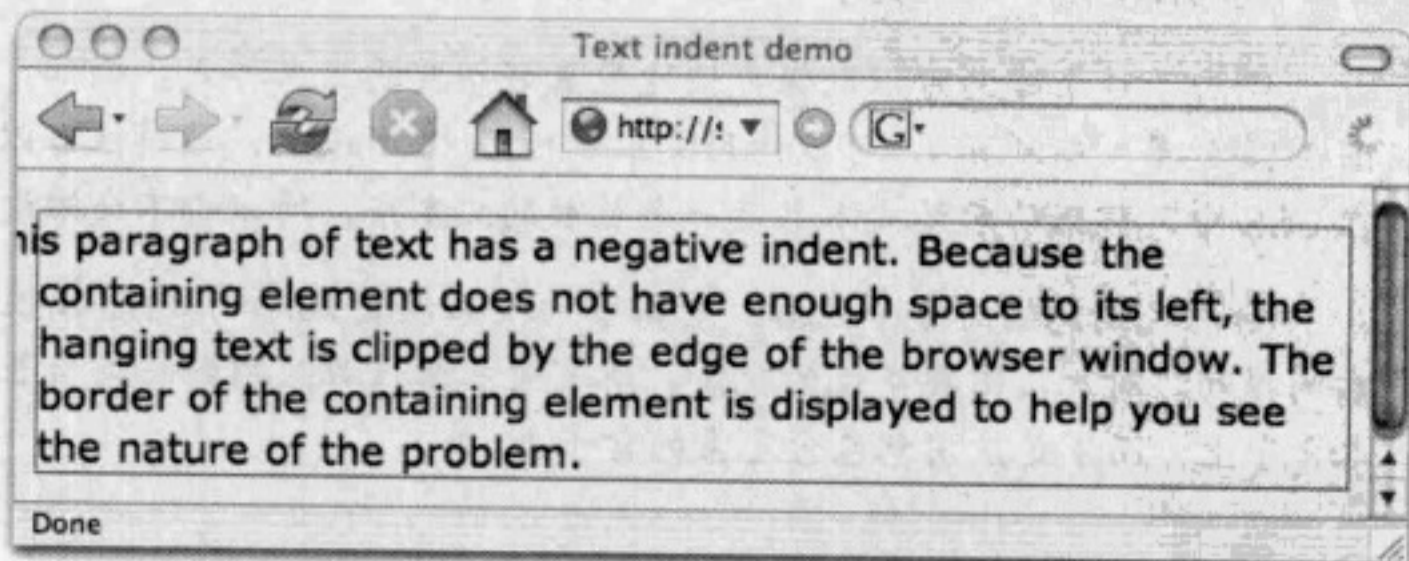 Text indent demo
http://:
G
his paragraph of text has a negative indent. Because the
containing element does not have enough space to its left, the
hanging text is clipped by the edge of the browser window. The
border of the containing element is displayed to help you see
the nature of the problem.
Done